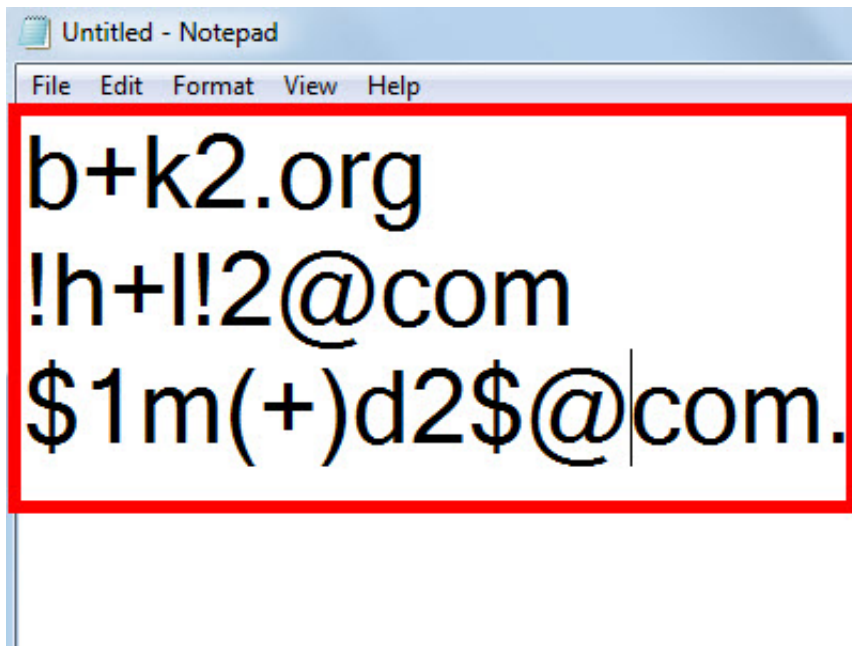 Untitled - Notepad
File Edit Format View Help
b+k2.org
!h+l!2@com
$1m(+)d2$@com.